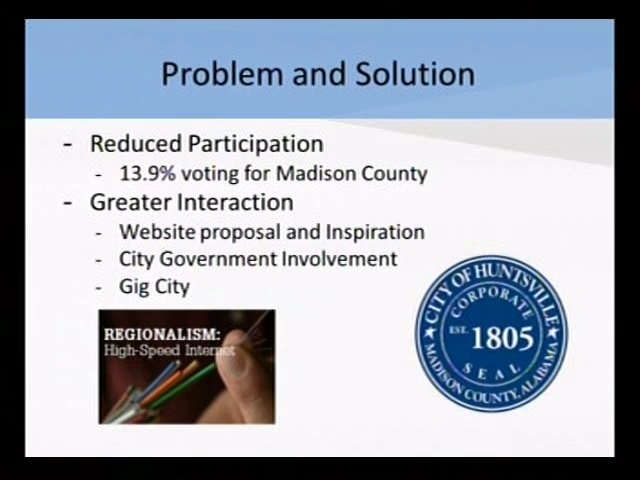 Problem and Solution
- Reduced Participation
- 13.9% voting for Madison County
- Greater Interaction
- Website proposal and Inspiration
- City Government Involvement
- Gig City
REGIONALISM:
High-Speed Internet
CITY OF HUNTSVILLE
CORPORATE
EST. 1805
SEAL
MADISON COUNTY, ALABAMA